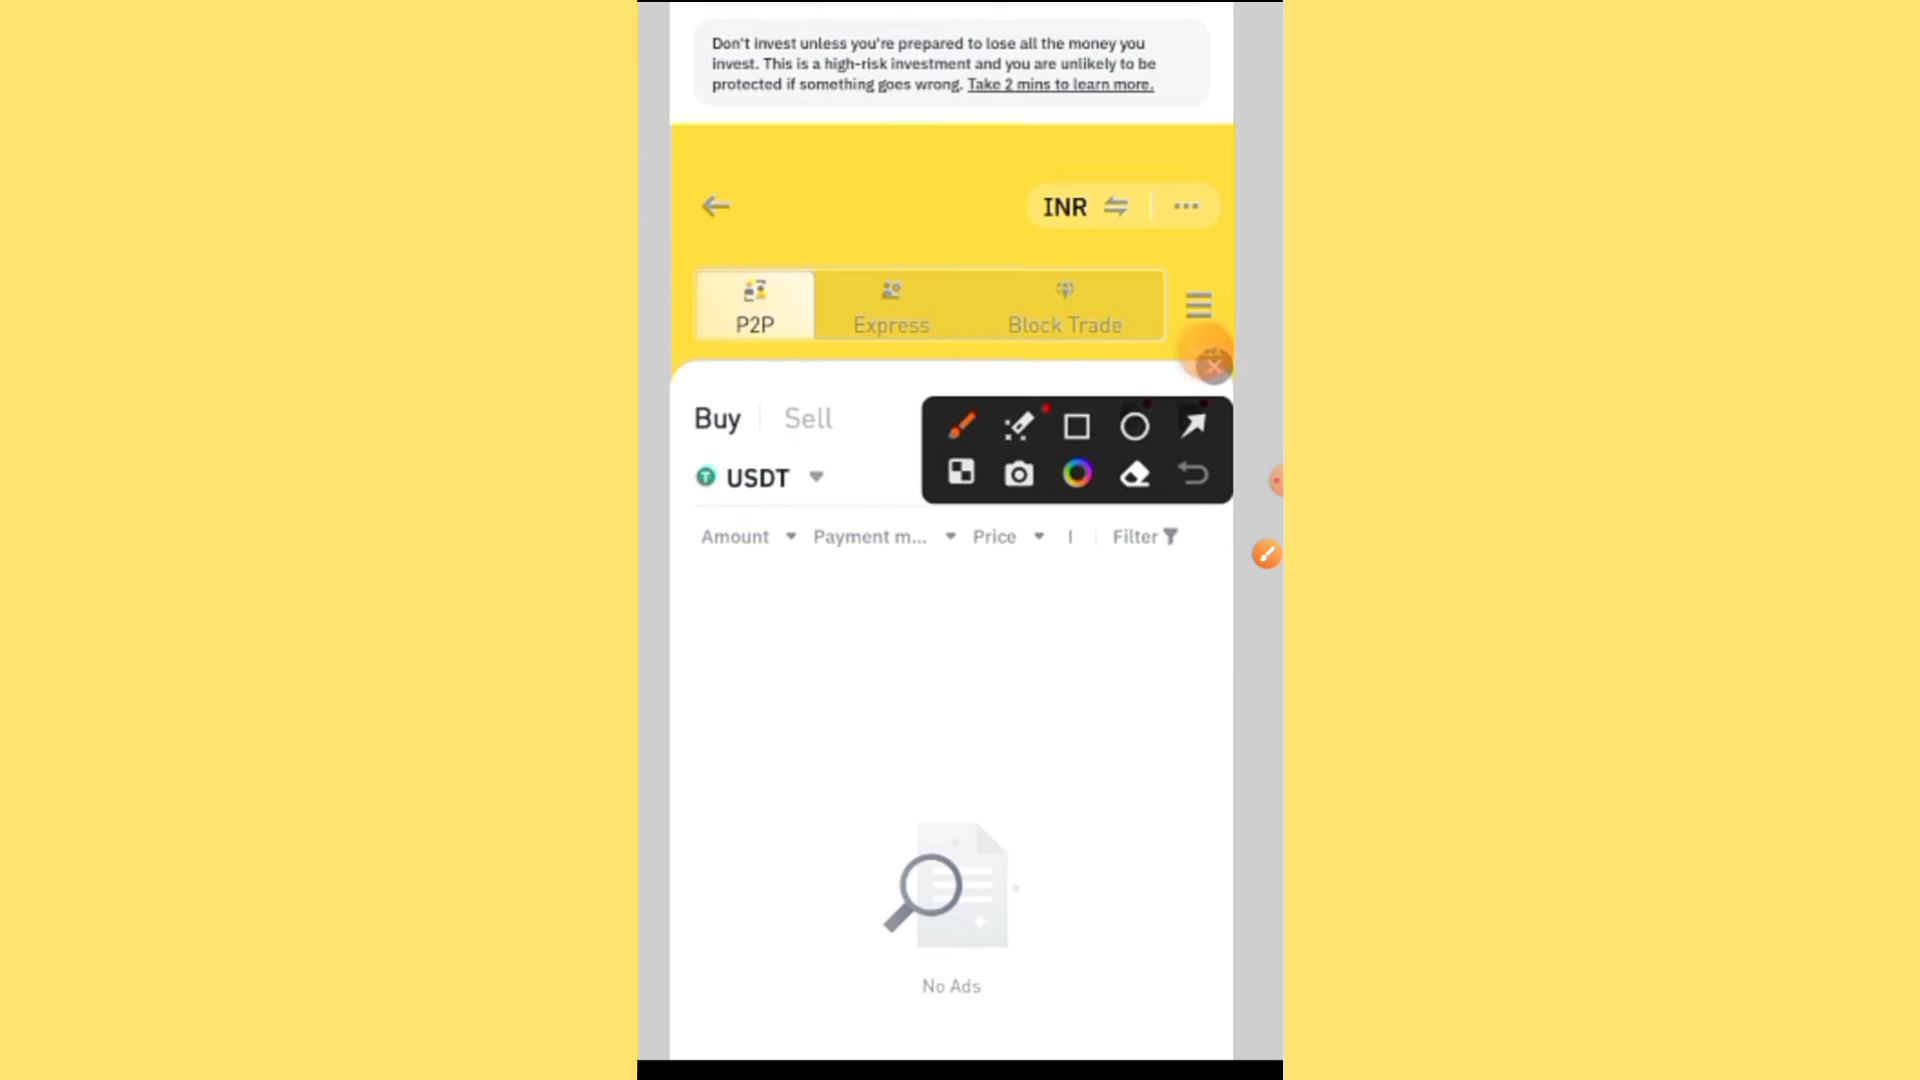 Don't invest unless you're prepared to lose all the money you
invest. This is a high-risk investment and you are unlikely to be
protected if something goes wrong. Take 2 mins to learn more.
INR
P2P Express Block Trade
Buy Sell
USDT
Amount Payment m... Price Filter
No Ads